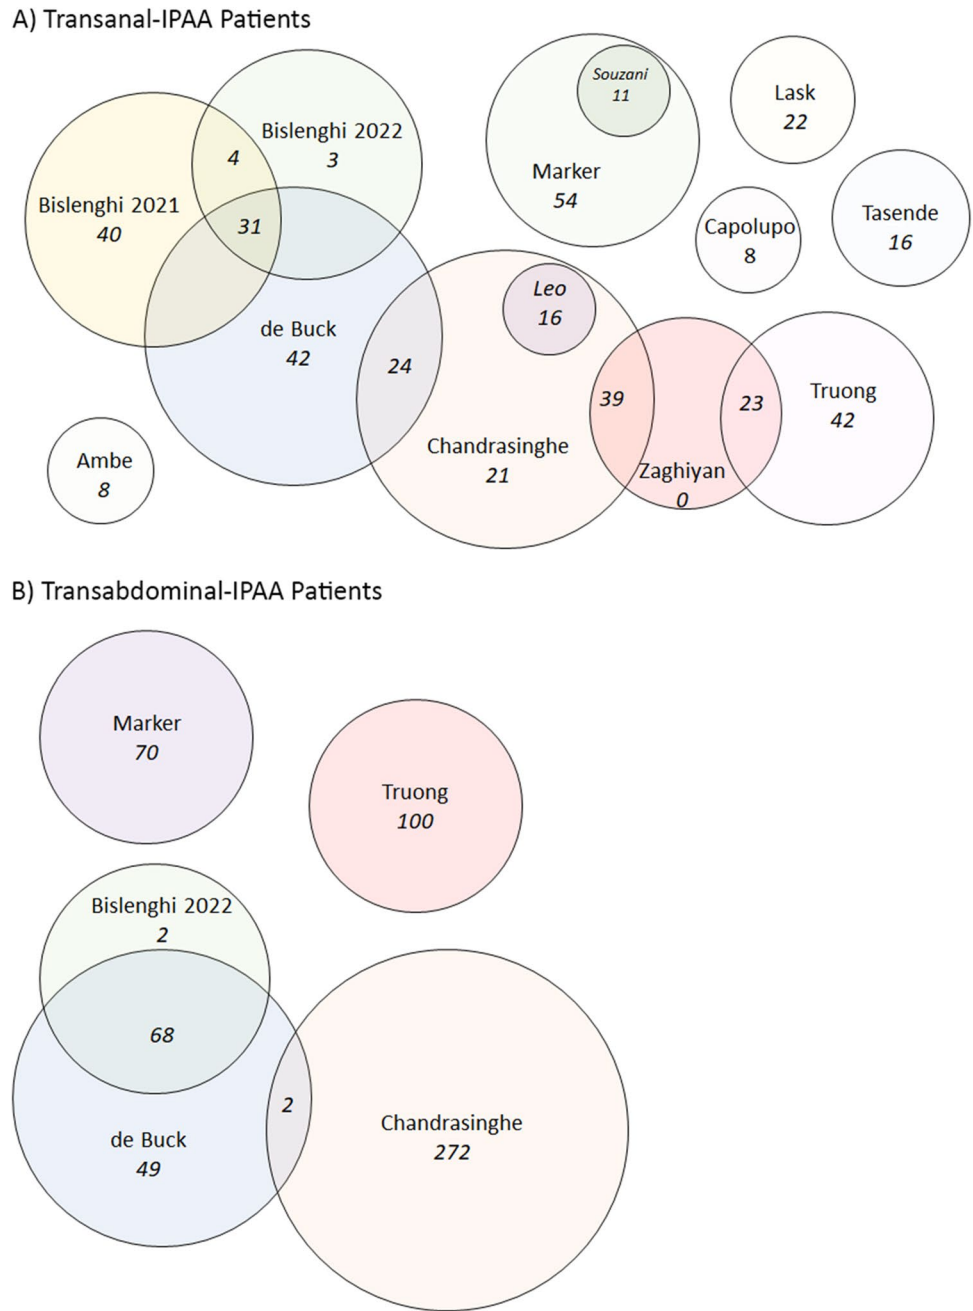 A) Transanal-IPAA Patients
Bislenghi 2021
40
4
Bislenghi 2022
3
31
de Buck
42
24
Souzani
11
Marker
54
Lask
22
Capolupo
8
Tasende
16
Leo
16
Chandrasinghe
21
39
Zaghiyan
0
23
Truong
42
Ambe
8
B) Transabdominal-IPAA Patients
Marker
70
Truong
100
Bislenghi 2022
2
68
de Buck
49
2
Chandrasinghe
272